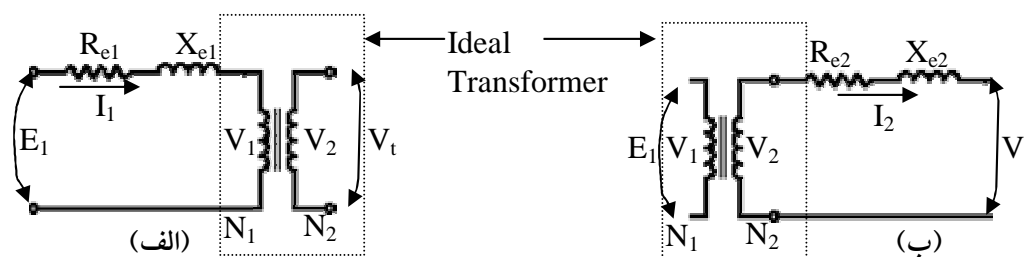 R_e1 X_e1
I_1
E_1 V_1 V_2 V_t
N_1 N_2
(الف)
Ideal
Transformer
R_e2 X_e2
I_2
E_1 V_1 V_2 V
N_1 N_2
(ب)